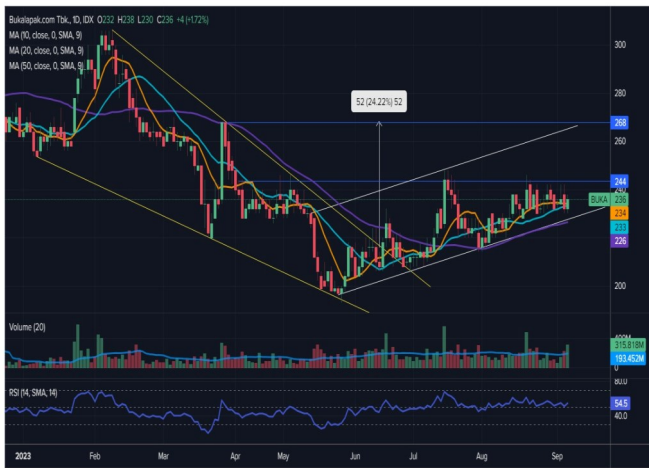 Bukalapak.com Tbk., 1D, IDX O232 H238 L230 C236 +4 (+1.72%)
MA (10, close, 0, SMA, 9)
MA (20, close, 0, SMA, 9)
MA (50, close, 0, SMA, 9)
52 (24.22%) 52
300
280
268
260
244
BUKA 236
234
233
226
200
Volume (20)
315.818M
193.452M
0
RSI (14, SMA, 14)
80.0
54.5
40.0
2023 Feb Mar Apr May Jun Jul Aug Sep